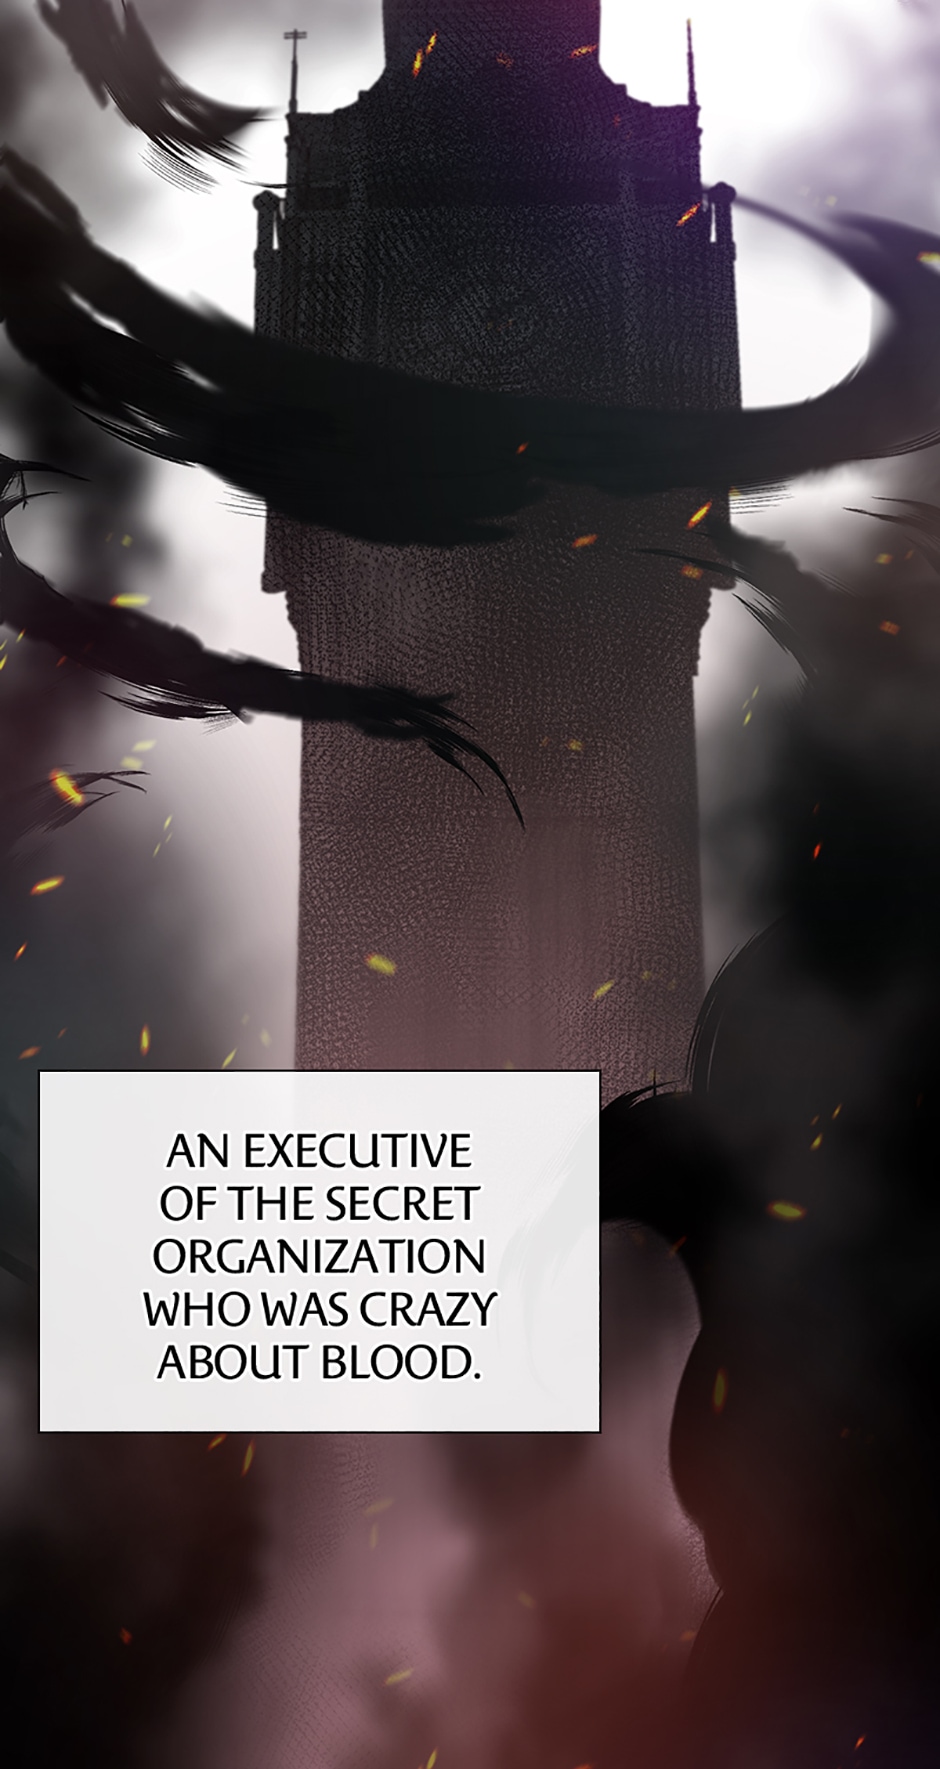 AN EXECUTIVE
OF THE SECRET
ORGANIZATION
WHO WAS CRAZY
ABOUT BLOOD.